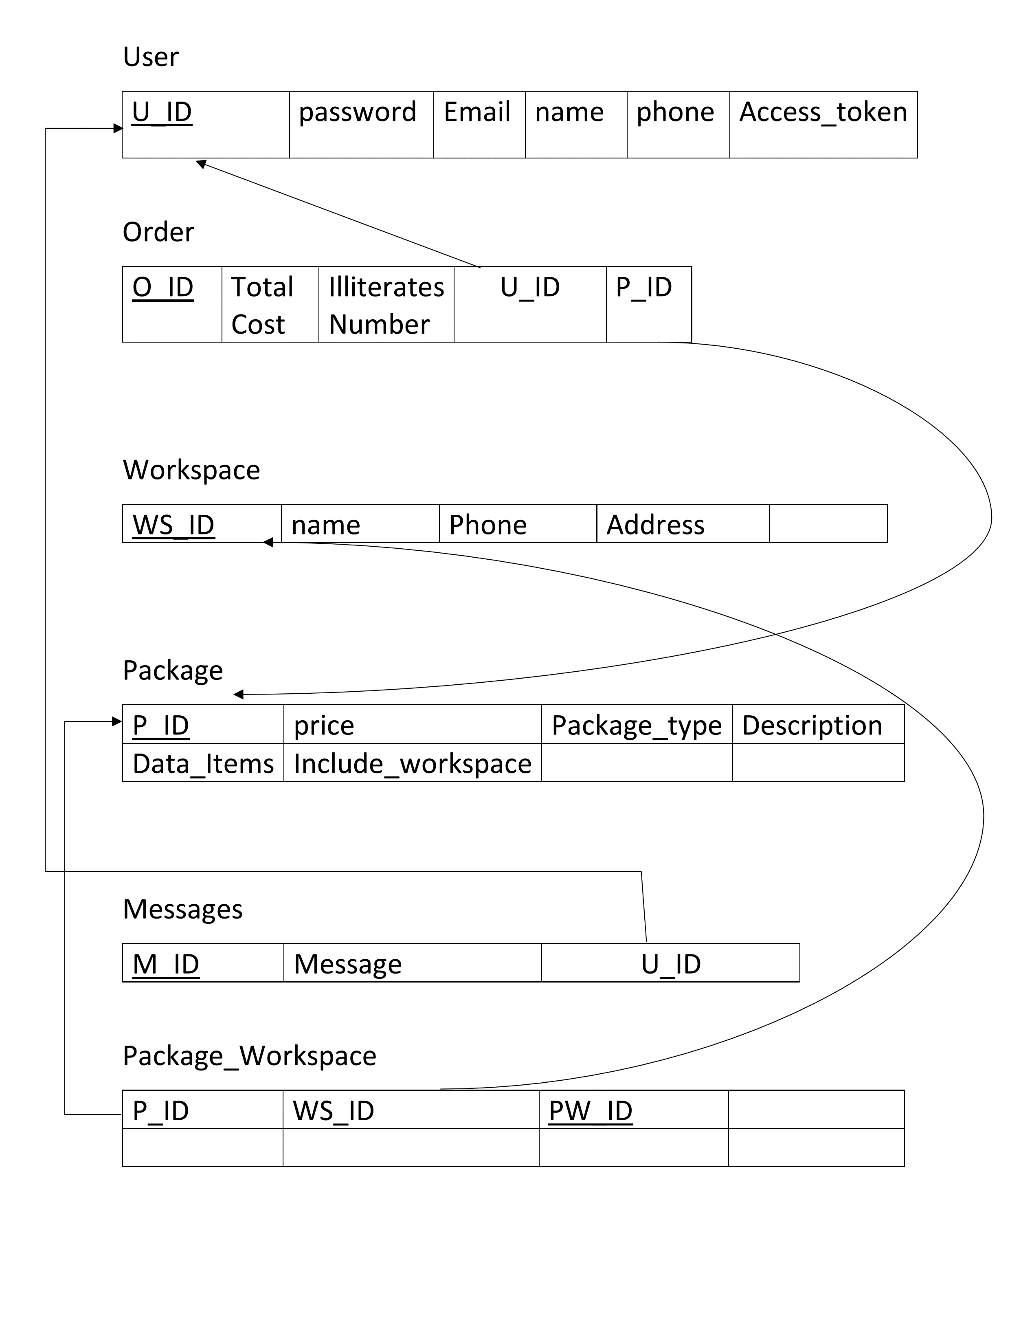 User
U_ID password Email name phone Access_token
Order
O_ID Total Cost Illiterates Number U_ID P_ID
Workspace
WS_ID name Phone Address
Package
P_ID price Package_type Description
Data_Items Include_workspace
Messages
M_ID Message U_ID
Package_Workspace
P_ID WS_ID PW_ID